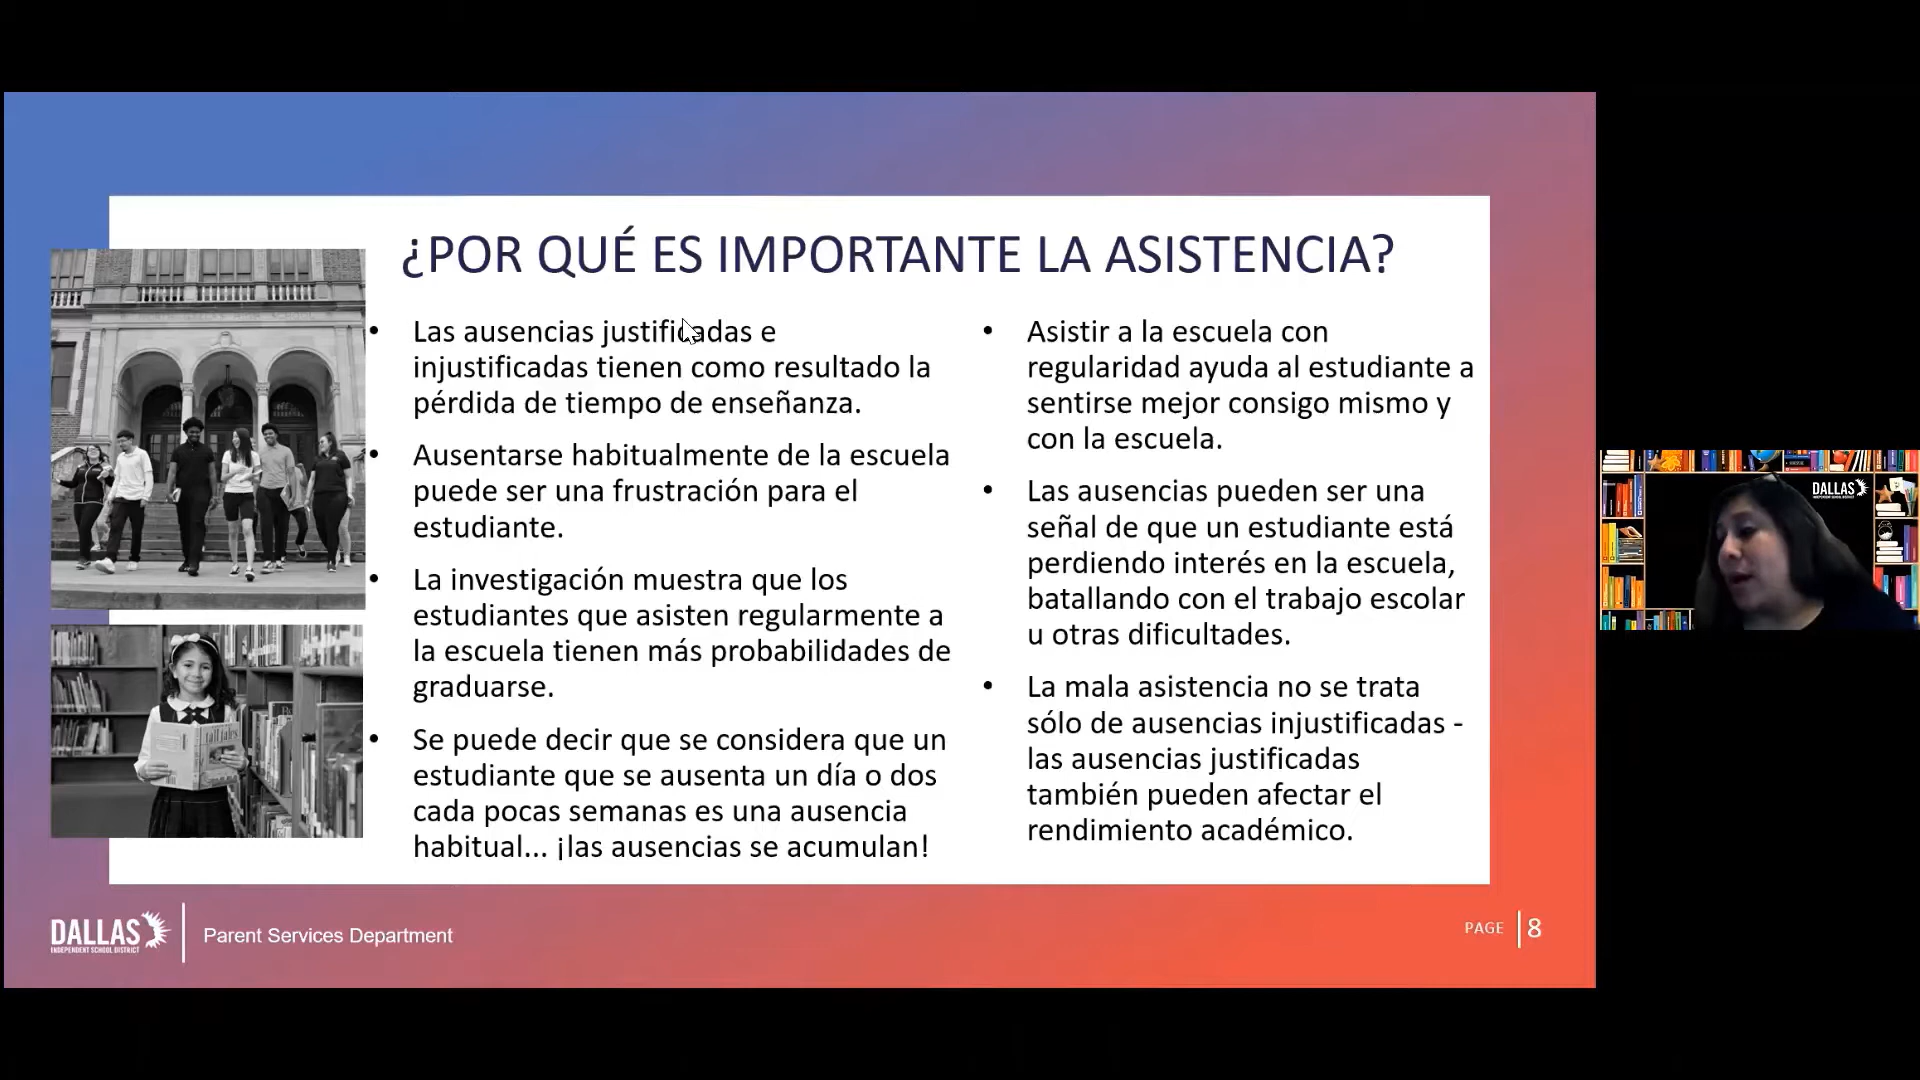 ¿POR QUÉ ES IMPORTANTE LA ASISTENCIA?
• Las ausencias justificadas e
injustificadas tienen como resultado la
pérdida de tiempo de enseñanza.
• Ausentarse habitualmente de la escuela
puede ser una frustración para el
estudiante.
• La investigación muestra que los
estudiantes que asisten regularmente a
la escuela tienen más probabilidades de
graduarse.
• Se puede decir que se considera que un
estudiante que se ausenta un día o dos
cada pocas semanas es una ausencia
habitual... ¡las ausencias se acumulan!
• Asistir a la escuela con
regularidad ayuda al estudiante a
sentirse mejor consigo mismo y
con la escuela.
• Las ausencias pueden ser una
señal de que un estudiante está
perdiendo interés en la escuela,
batallando con el trabajo escolar
u otras dificultades.
• La mala asistencia no se trata
sólo de ausencias injustificadas -
las ausencias justificadas
también pueden afectar el
rendimiento académico.
DALLAS
INDEPENDENT SCHOOL DISTRICT
Parent Services Department
PAGE 8
DALLAS
INDEPENDENT SCHOOL DISTRICT